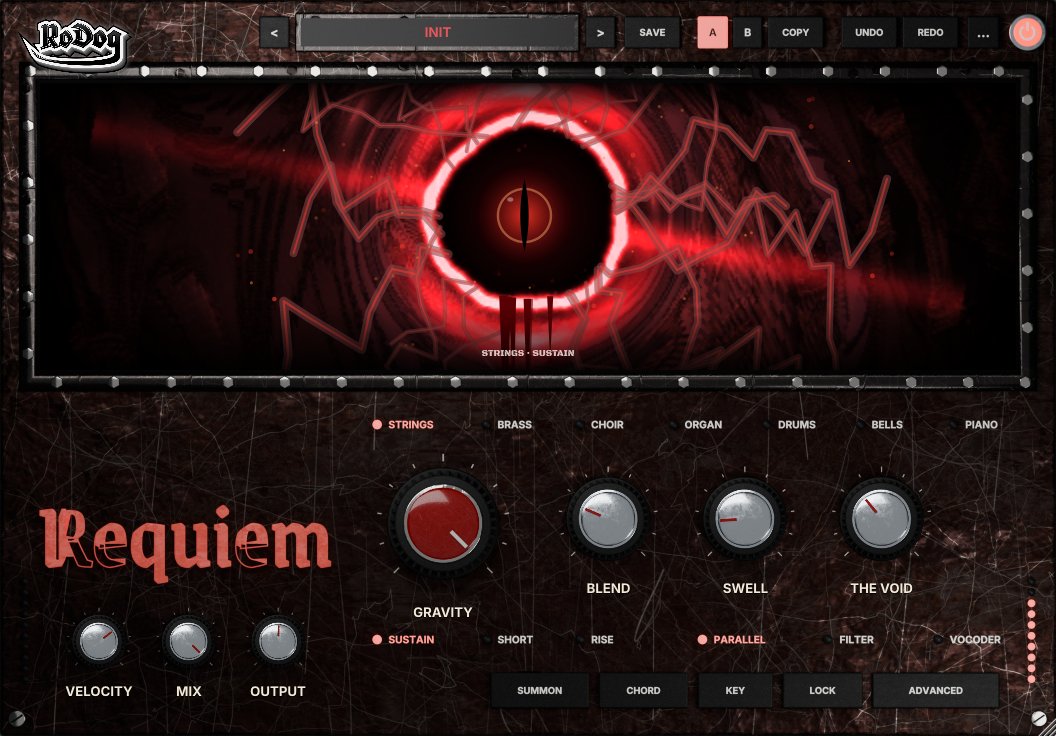 RoDog
<
INIT
>
SAVE
A
B
COPY
UNDO
REDO
...
STRINGS · SUSTAIN
STRINGS
BRASS
CHOIR
ORGAN
DRUMS
BELLS
PIANO
Requiem
GRAVITY
BLEND
SWELL
THE VOID
SUSTAIN
SHORT
RISE
PARALLEL
FILTER
VOCODER
VELOCITY
MIX
OUTPUT
SUMMON
CHORD
KEY
LOCK
ADVANCED